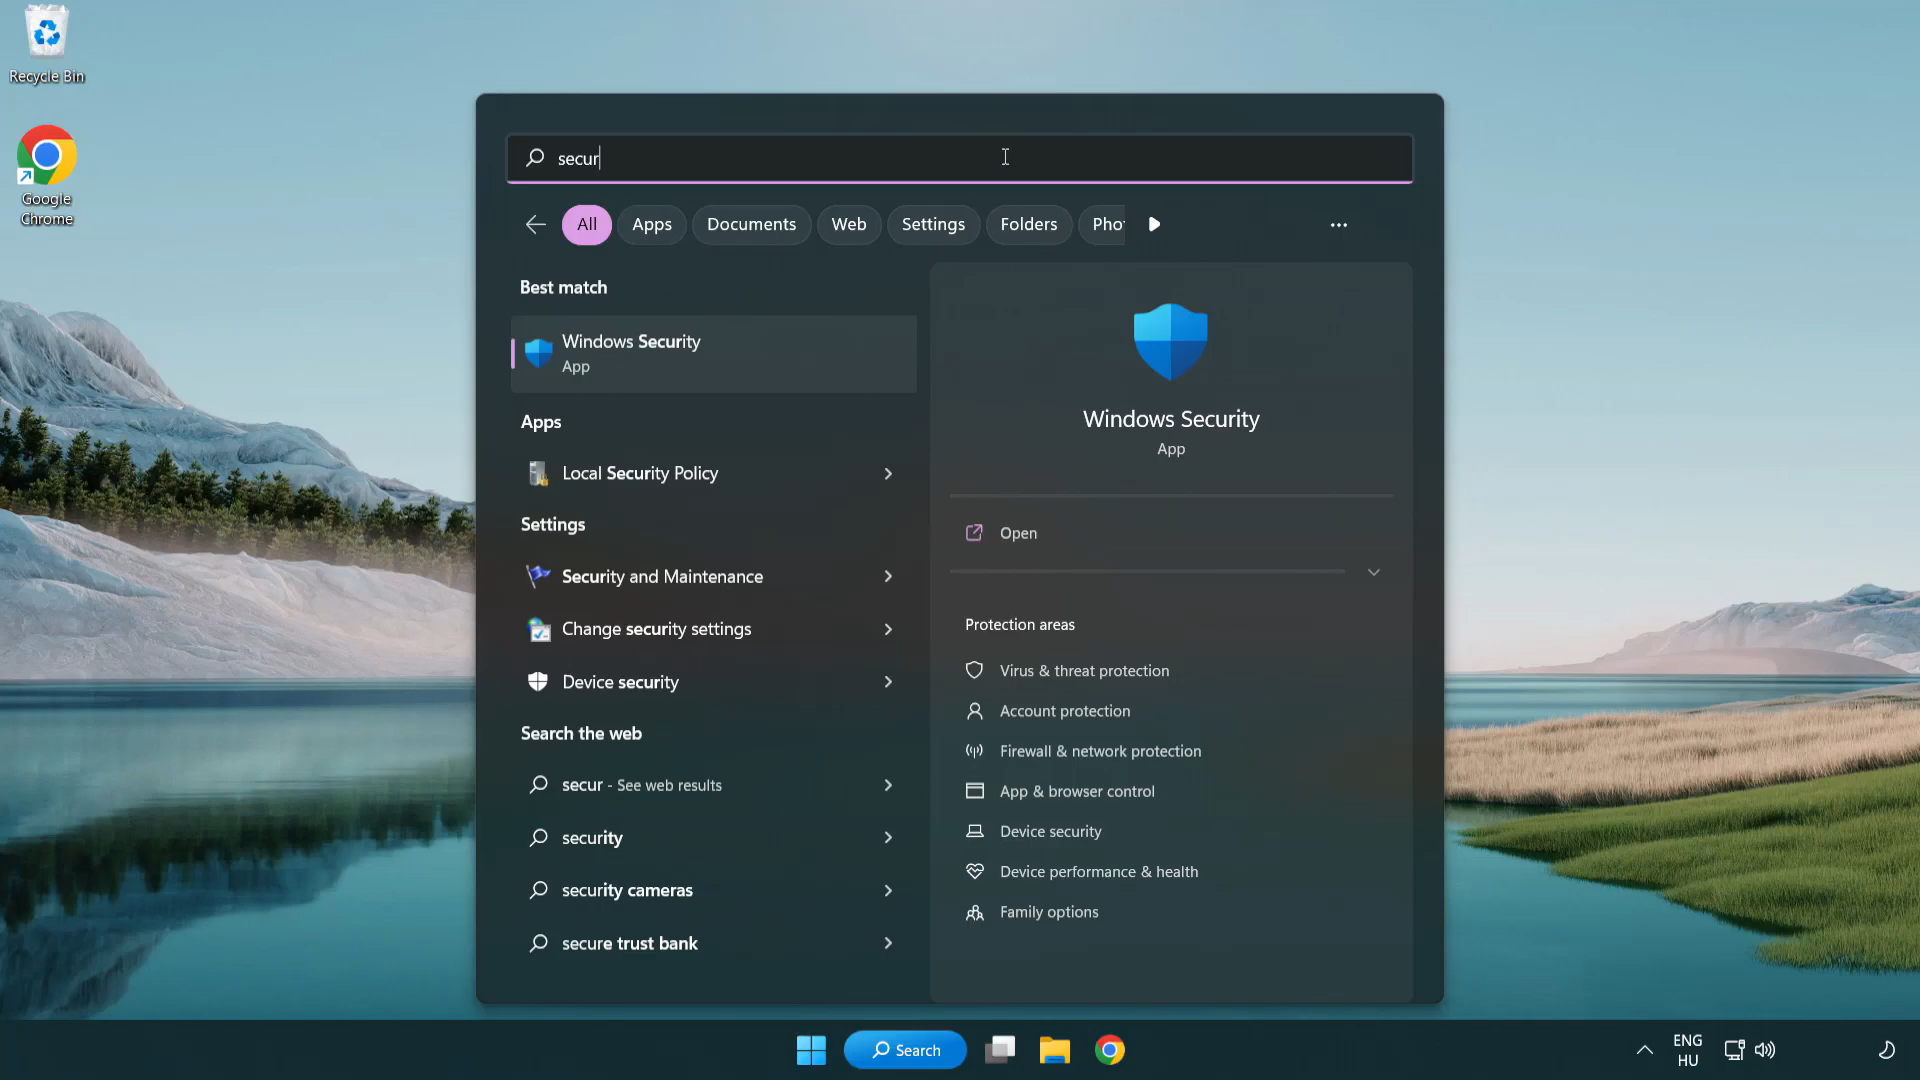 Recycle Bin
Google
Chrome
secur
All Apps Documents Web Settings Folders Pho
Best match
Windows Security
App
Apps
Local Security Policy
Settings
Security and Maintenance
Change security settings
Device security
Search the web
secur - See web results
security
security cameras
secure trust bank
Windows Security
App
Open
Protection areas
Virus & threat protection
Account protection
Firewall & network protection
App & browser control
Device security
Device performance & health
Family options
Search
ENG
HU